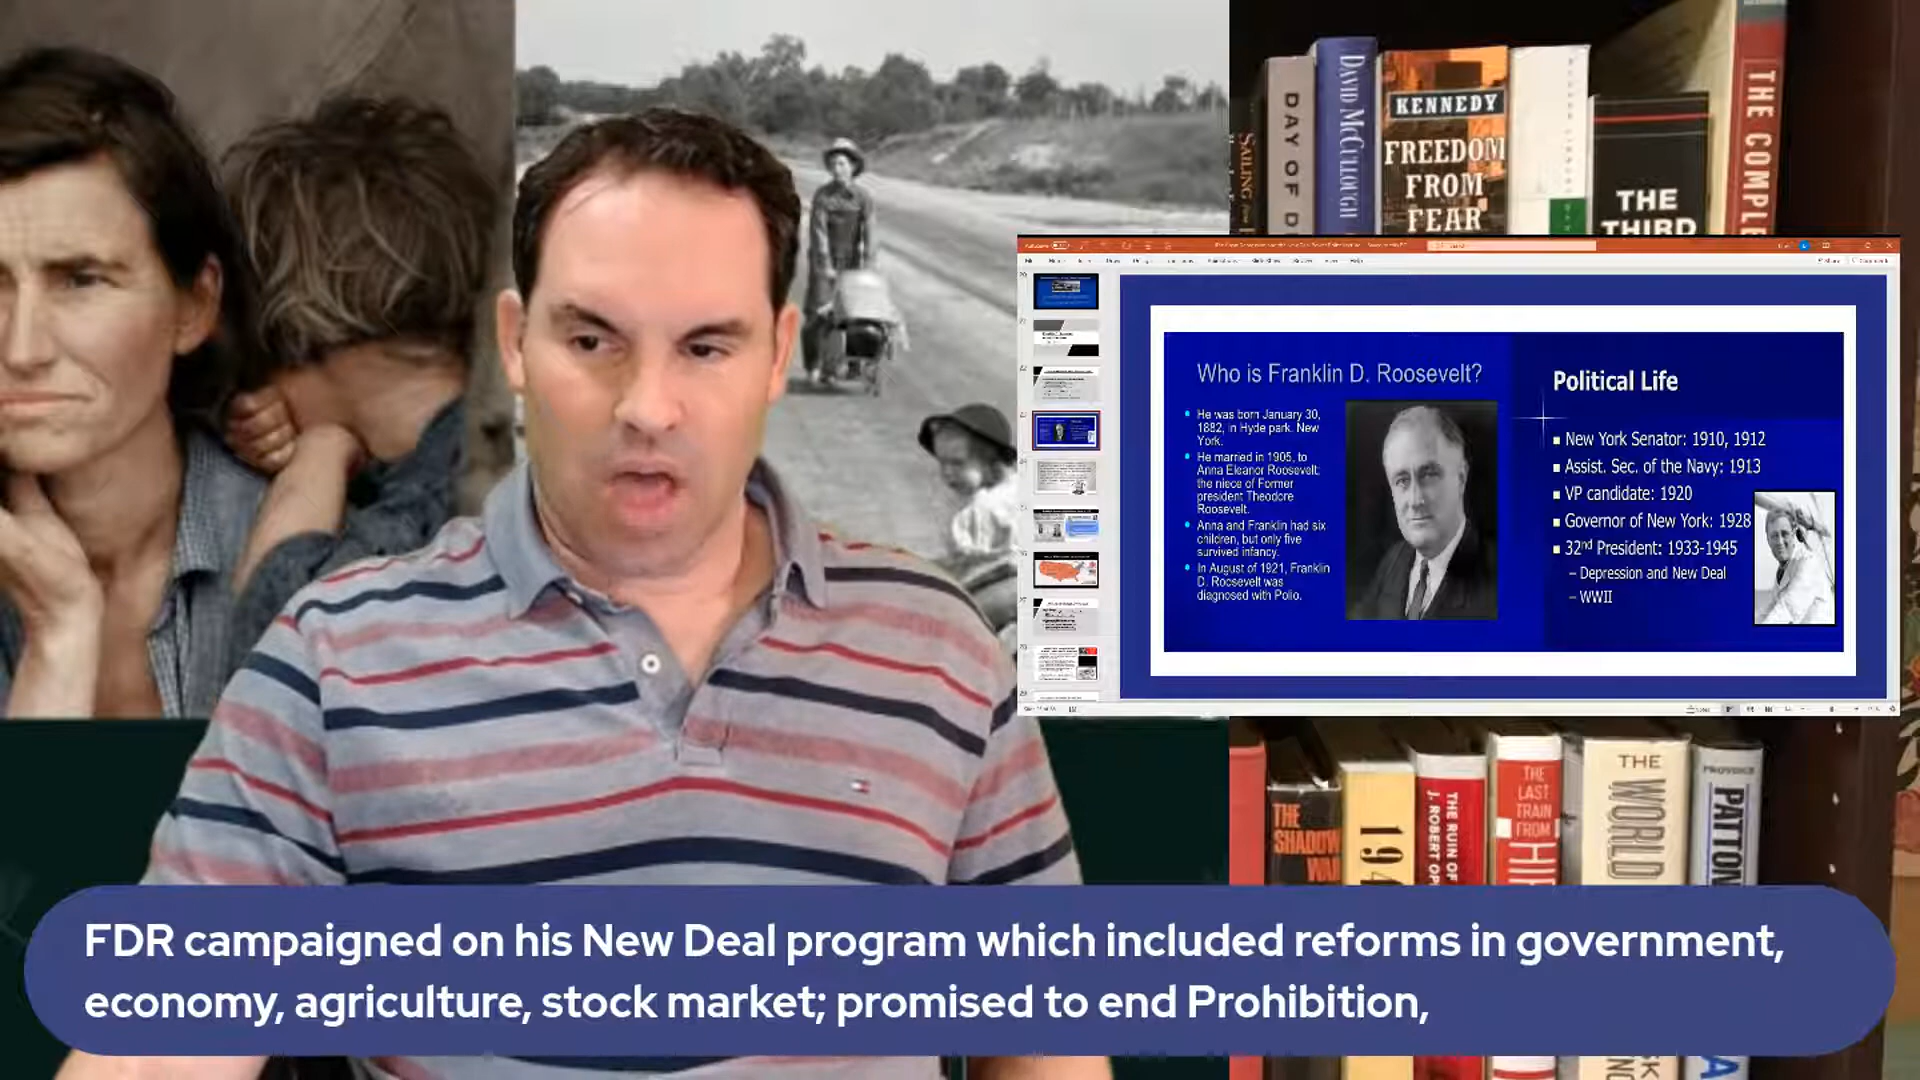 SAILING
DAY OF D
DAVID MCCULLOUGH
KENNEDY
FREEDOM
FROM
FEAR
THE
THIRD
THE COMPLE
Who is Franklin D. Roosevelt?
He was born January 30,
1882, in Hyde park. New
York.
He married in 1905, to
Anna Eleanor Roosevelt;
the niece of Former
president Theodore
Roosevelt.
Anna and Franklin had six
children, but only five
survived infancy.
In August of 1921, Franklin
D. Roosevelt was
diagnosed with Polio.
Political Life
New York Senator: 1910, 1912
Assist. Sec. of the Navy: 1913
VP candidate: 1920
Governor of New York: 1928
32nd President: 1933-1945
– Depression and New Deal
– WWII
THE
SHADOW
WAR
194
THE RUIN OF
J. ROBERT OP
THE
LAST
TRAIN
FROM
HIR
THE
WORLD
PROVINCE
PATTON
FDR campaigned on his New Deal program which included reforms in government,
economy, agriculture, stock market; promised to end Prohibition,